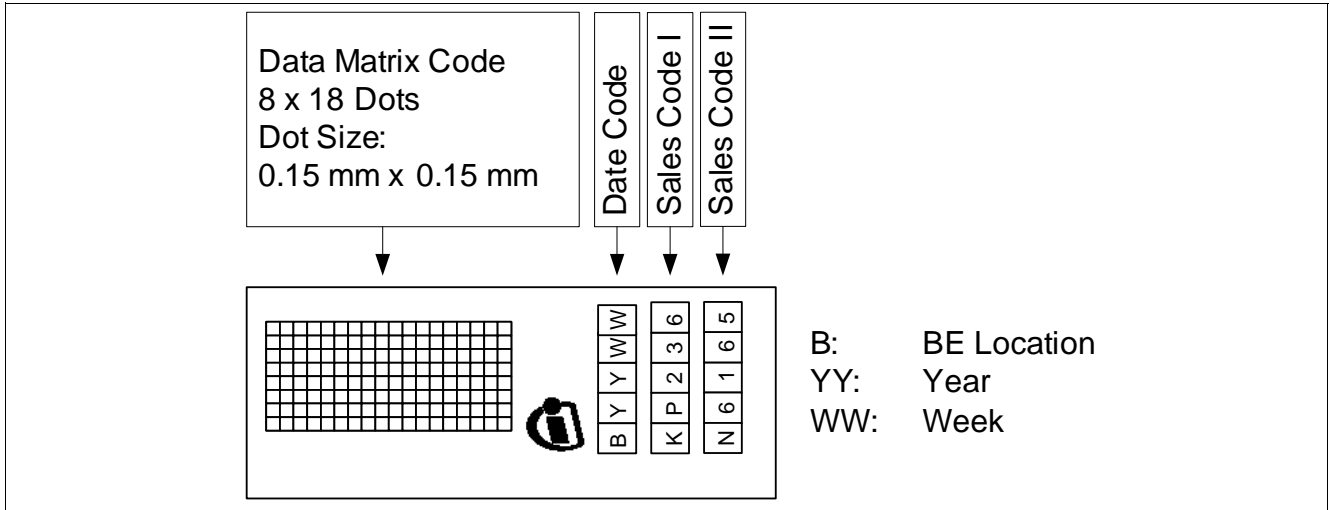 Data Matrix Code
8 x 18 Dots
Dot Size:
0.15 mm x 0.15 mm
Date Code
Sales Code I
Sales Code II
BYYWW
KP236
N6165
B: BE Location
YY: Year
WW: Week